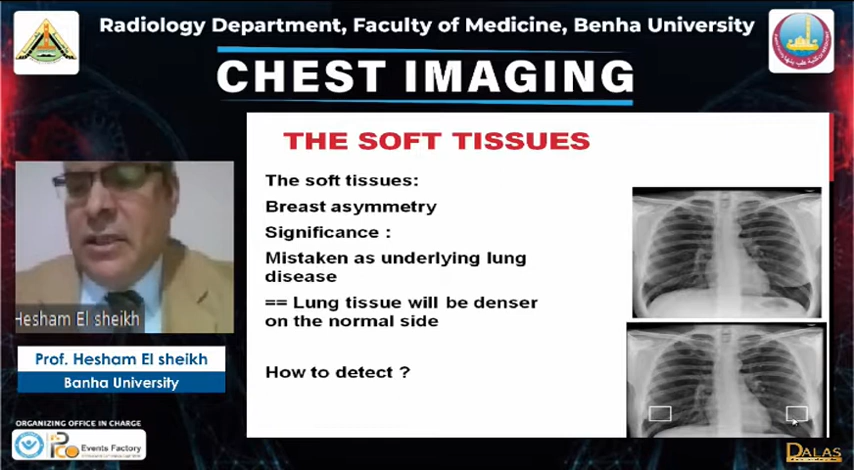 Radiology Department, Faculty of Medicine, Benha University
CHEST IMAGING
THE SOFT TISSUES
The soft tissues:
Breast asymmetry
Significance :
Mistaken as underlying lung
disease
== Lung tissue will be denser
on the normal side
How to detect ?
Hesham El sheikh
Prof. Hesham El sheikh
Banha University
ORGANIZING OFFICE IN CHARGE
PCO Events Factory
DALAS